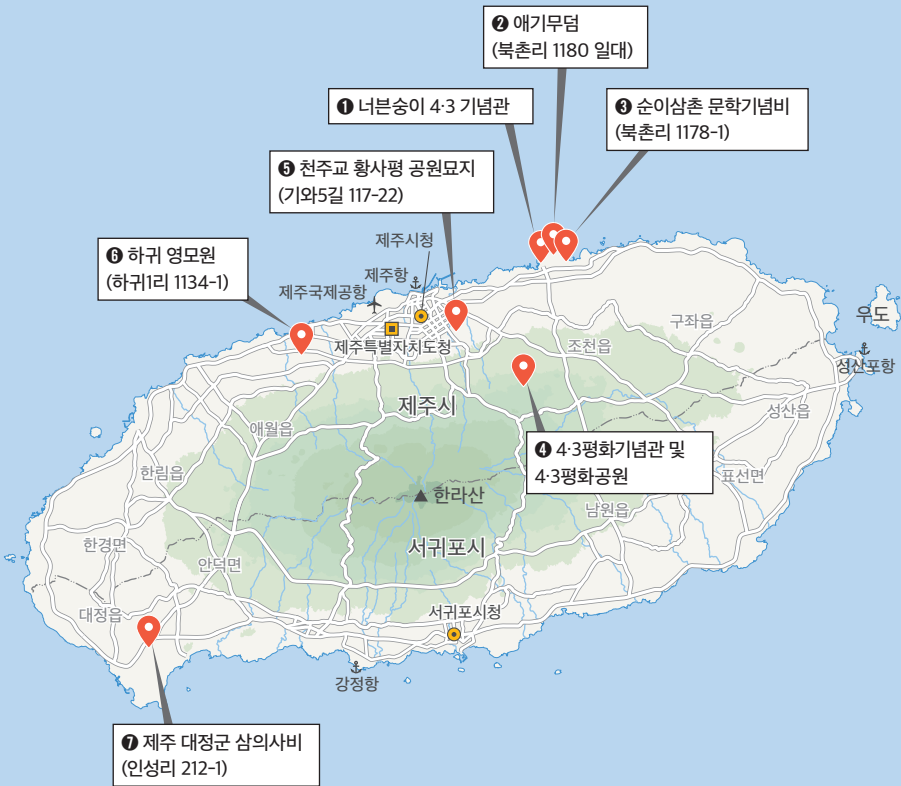 ❷ 애기무덤
(북촌리 1180 일대)
❶ 너븐숭이 4·3 기념관
❸ 순이삼촌 문학기념비
(북촌리 1178-1)
❺ 천주교 황사평 공원묘지
(기와5길 117-22)
❻ 하귀 영모원
(하귀1리 1134-1)
제주시청
제주항
제주국제공항
제주특별자치도청
우도
구좌읍
조천읍
성산포항
제주시
성산읍
애월읍
❹ 4·3평화기념관 및
4·3평화공원
한림읍
표선면
한라산
남원읍
한경면
서귀포시
안덕면
대정읍
서귀포시청
강정항
❼ 제주 대정군 삼의사비
(인성리 212-1)